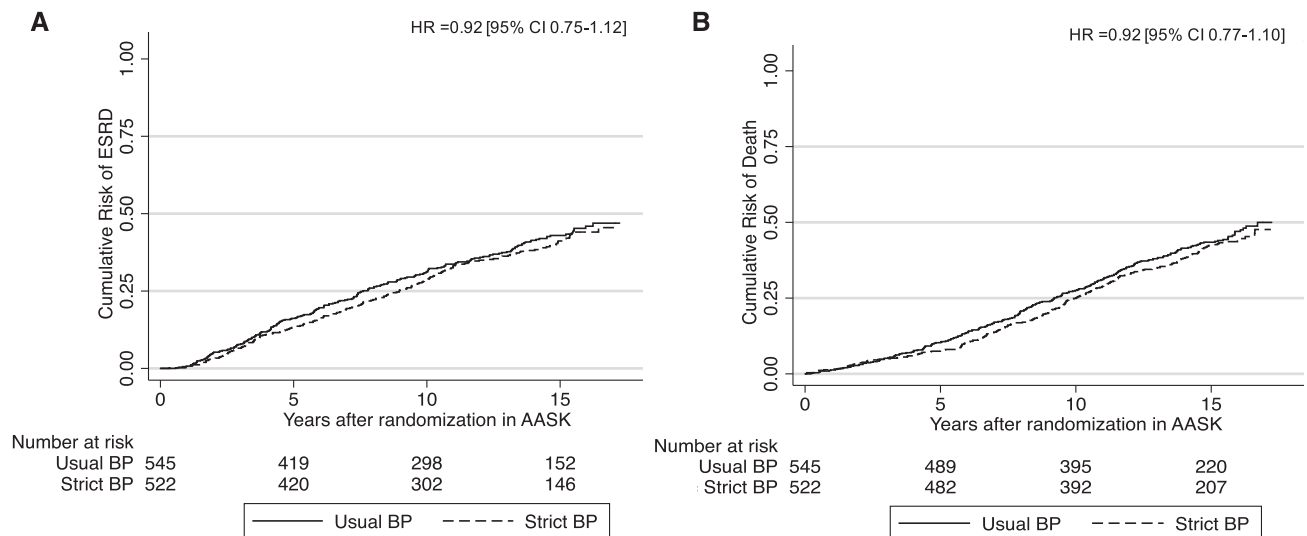 A
HR =0.92 [95% CI 0.75-1.12]
Cumulative Risk of ESRD
1.00
0.75
0.50
0.25
0.00
0 5 10 15
Years after randomization in AASK
Number at risk
Usual BP 545 419 298 152
Strict BP 522 420 302 146
Usual BP Strict BP
B
HR =0.92 [95% CI 0.77-1.10]
Cumulative Risk of Death
1.00
0.75
0.50
0.25
0.00
0 5 10 15
Years after randomization in AASK
Number at risk
Usual BP 545 489 395 220
Strict BP 522 482 392 207
Usual BP Strict BP